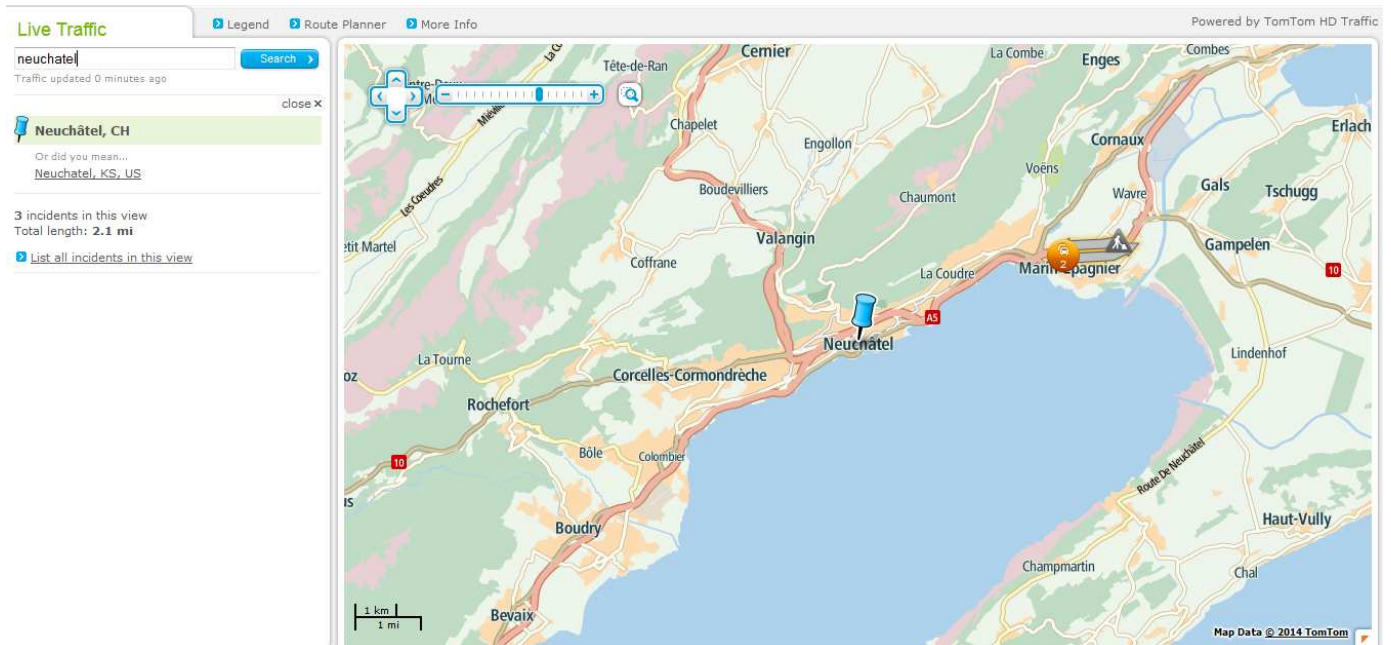 Live Traffic
Legend
Route Planner
More Info
Powered by TomTom HD Traffic
neuchatel
Search
Traffic updated 0 minutes ago
close ×
Neuchâtel, CH
Or did you mean...
Neuchatel, KS, US
3 incidents in this view
Total length: 2.1 mi
List all incidents in this view
Cernier
La Combe
Combes
Enges
Tête-de-Ran
Chapelet
Engollon
Cornaux
Erlach
Voëns
Les Coeudres
Boudevilliers
Chaumont
Wavre
Gals
Tschugg
Valangin
etit Martel
Coffrane
Gampelen
2
La Coudre
Marin-Epagnier
10
A5
Neuchâtel
La Tourne
Lindenhof
oz
Corcelles-Cormondrèche
Rochefort
Bôle
Colombier
10
Route De Neuchâtel
us
Boudry
Haut-Vully
Champmartin
Chal
1 km
1 mi
Bevaix
Map Data © 2014 TomTom